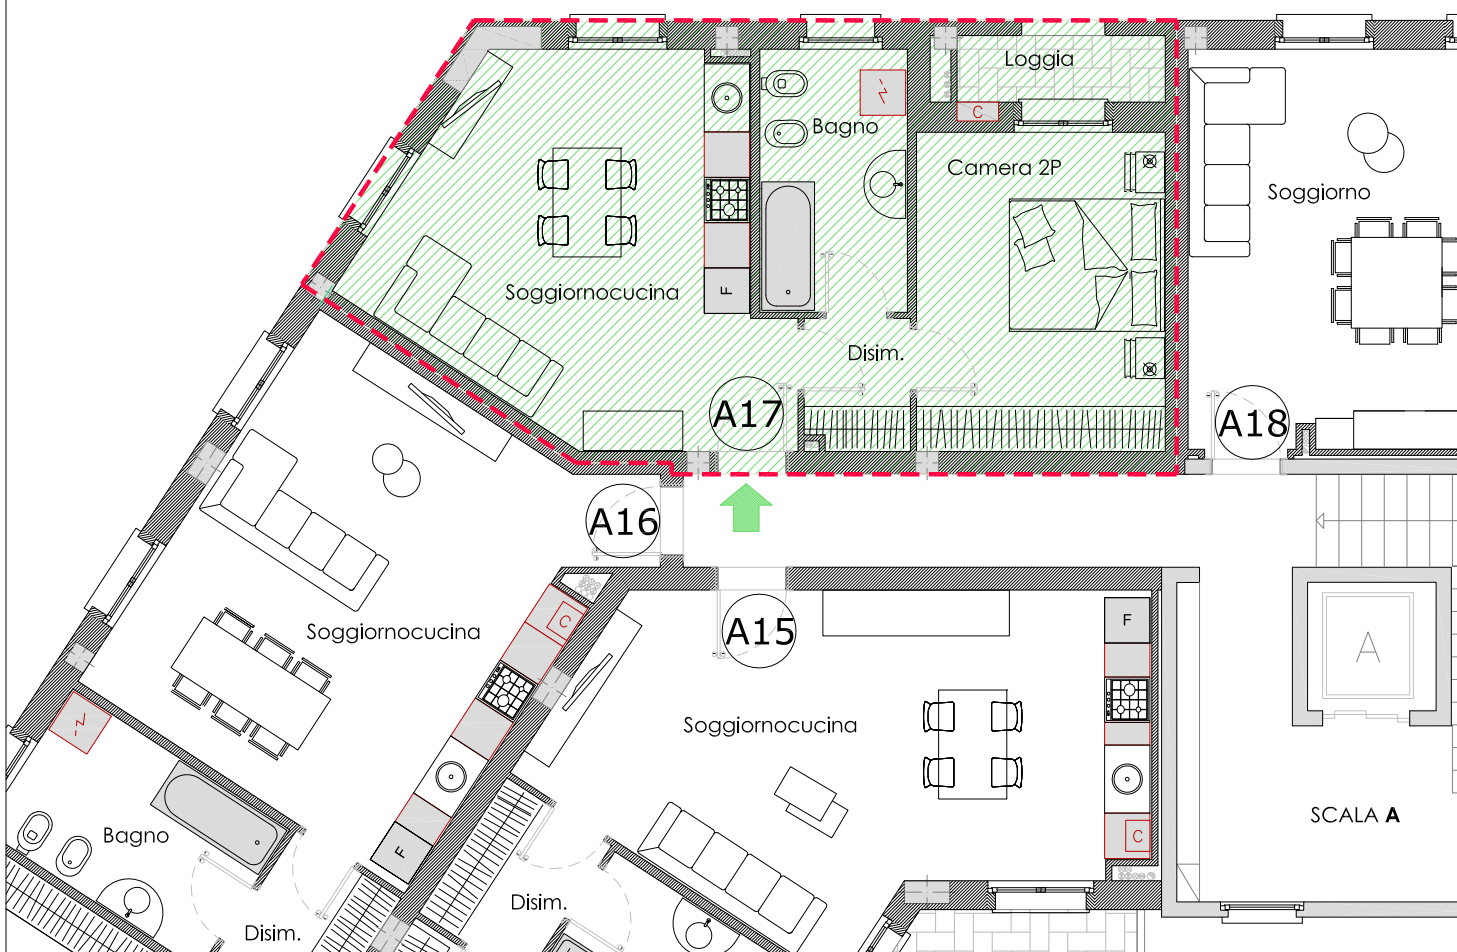 Loggia
C
Bagno
Camera 2P
Soggiorno
Soggiornocucina
F
Disim.
A17
A18
A16
A15
Soggiornocucina
C
F
A
Soggiornocucina
SCALA A
C
Bagno
F
Disim.
Disim.